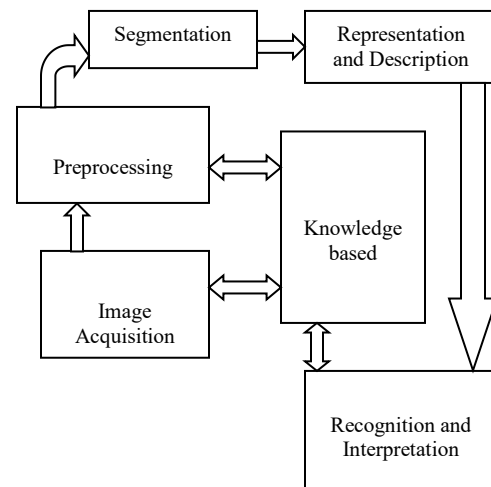 Segmentation
Representation
and Description
Preprocessing
Knowledge
based
Image
Acquisition
Recognition and
Interpretation